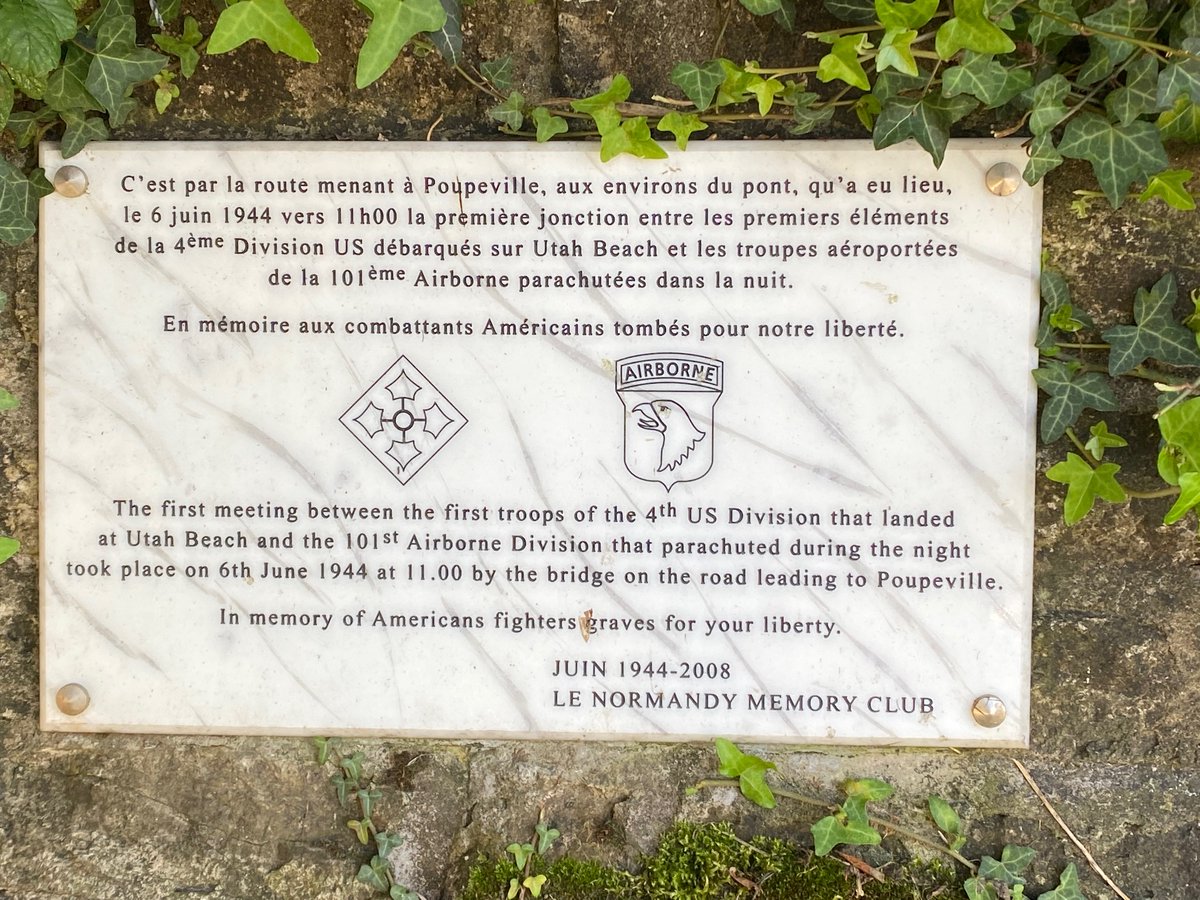 C'est par la route menant à Poupeville, aux environs du pont, qu'a eu lieu,
le 6 juin 1944 vers 11h00 la première jonction entre les premiers éléments
de la 4ème Division US débarqués sur Utah Beach et les troupes aéroportées
de la 101ème Airborne parachutées dans la nuit.
En mémoire aux combattants Américains tombés pour notre liberté.
AIRBORNE
The first meeting between the first troops of the 4th US Division that landed
at Utah Beach and the 101st Airborne Division that parachuted during the night
took place on 6th June 1944 at 11.00 by the bridge on the road leading to Poupeville.
In memory of Americans fighters graves for your liberty.
JUIN 1944-2008
LE NORMANDY MEMORY CLUB